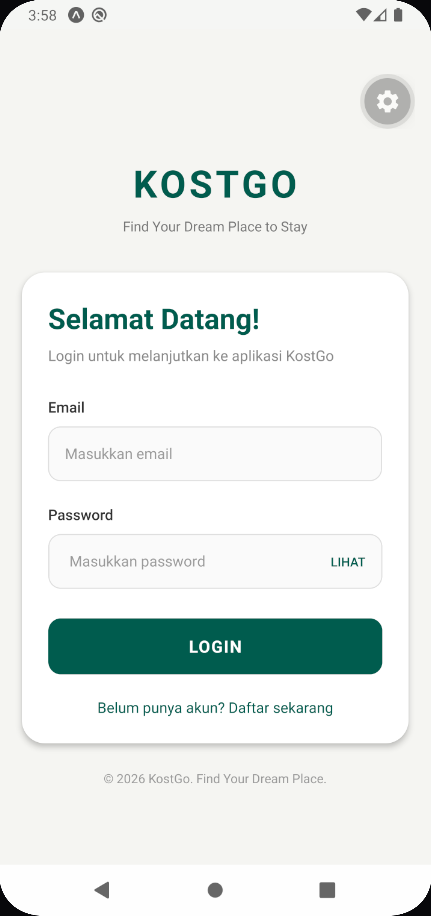 3:58
KOSTGO
Find Your Dream Place to Stay
Selamat Datang!
Login untuk melanjutkan ke aplikasi KostGo
Email
Masukkan email
Password
Masukkan password LIHAT
LOGIN
Belum punya akun? Daftar sekarang
© 2026 KostGo. Find Your Dream Place.